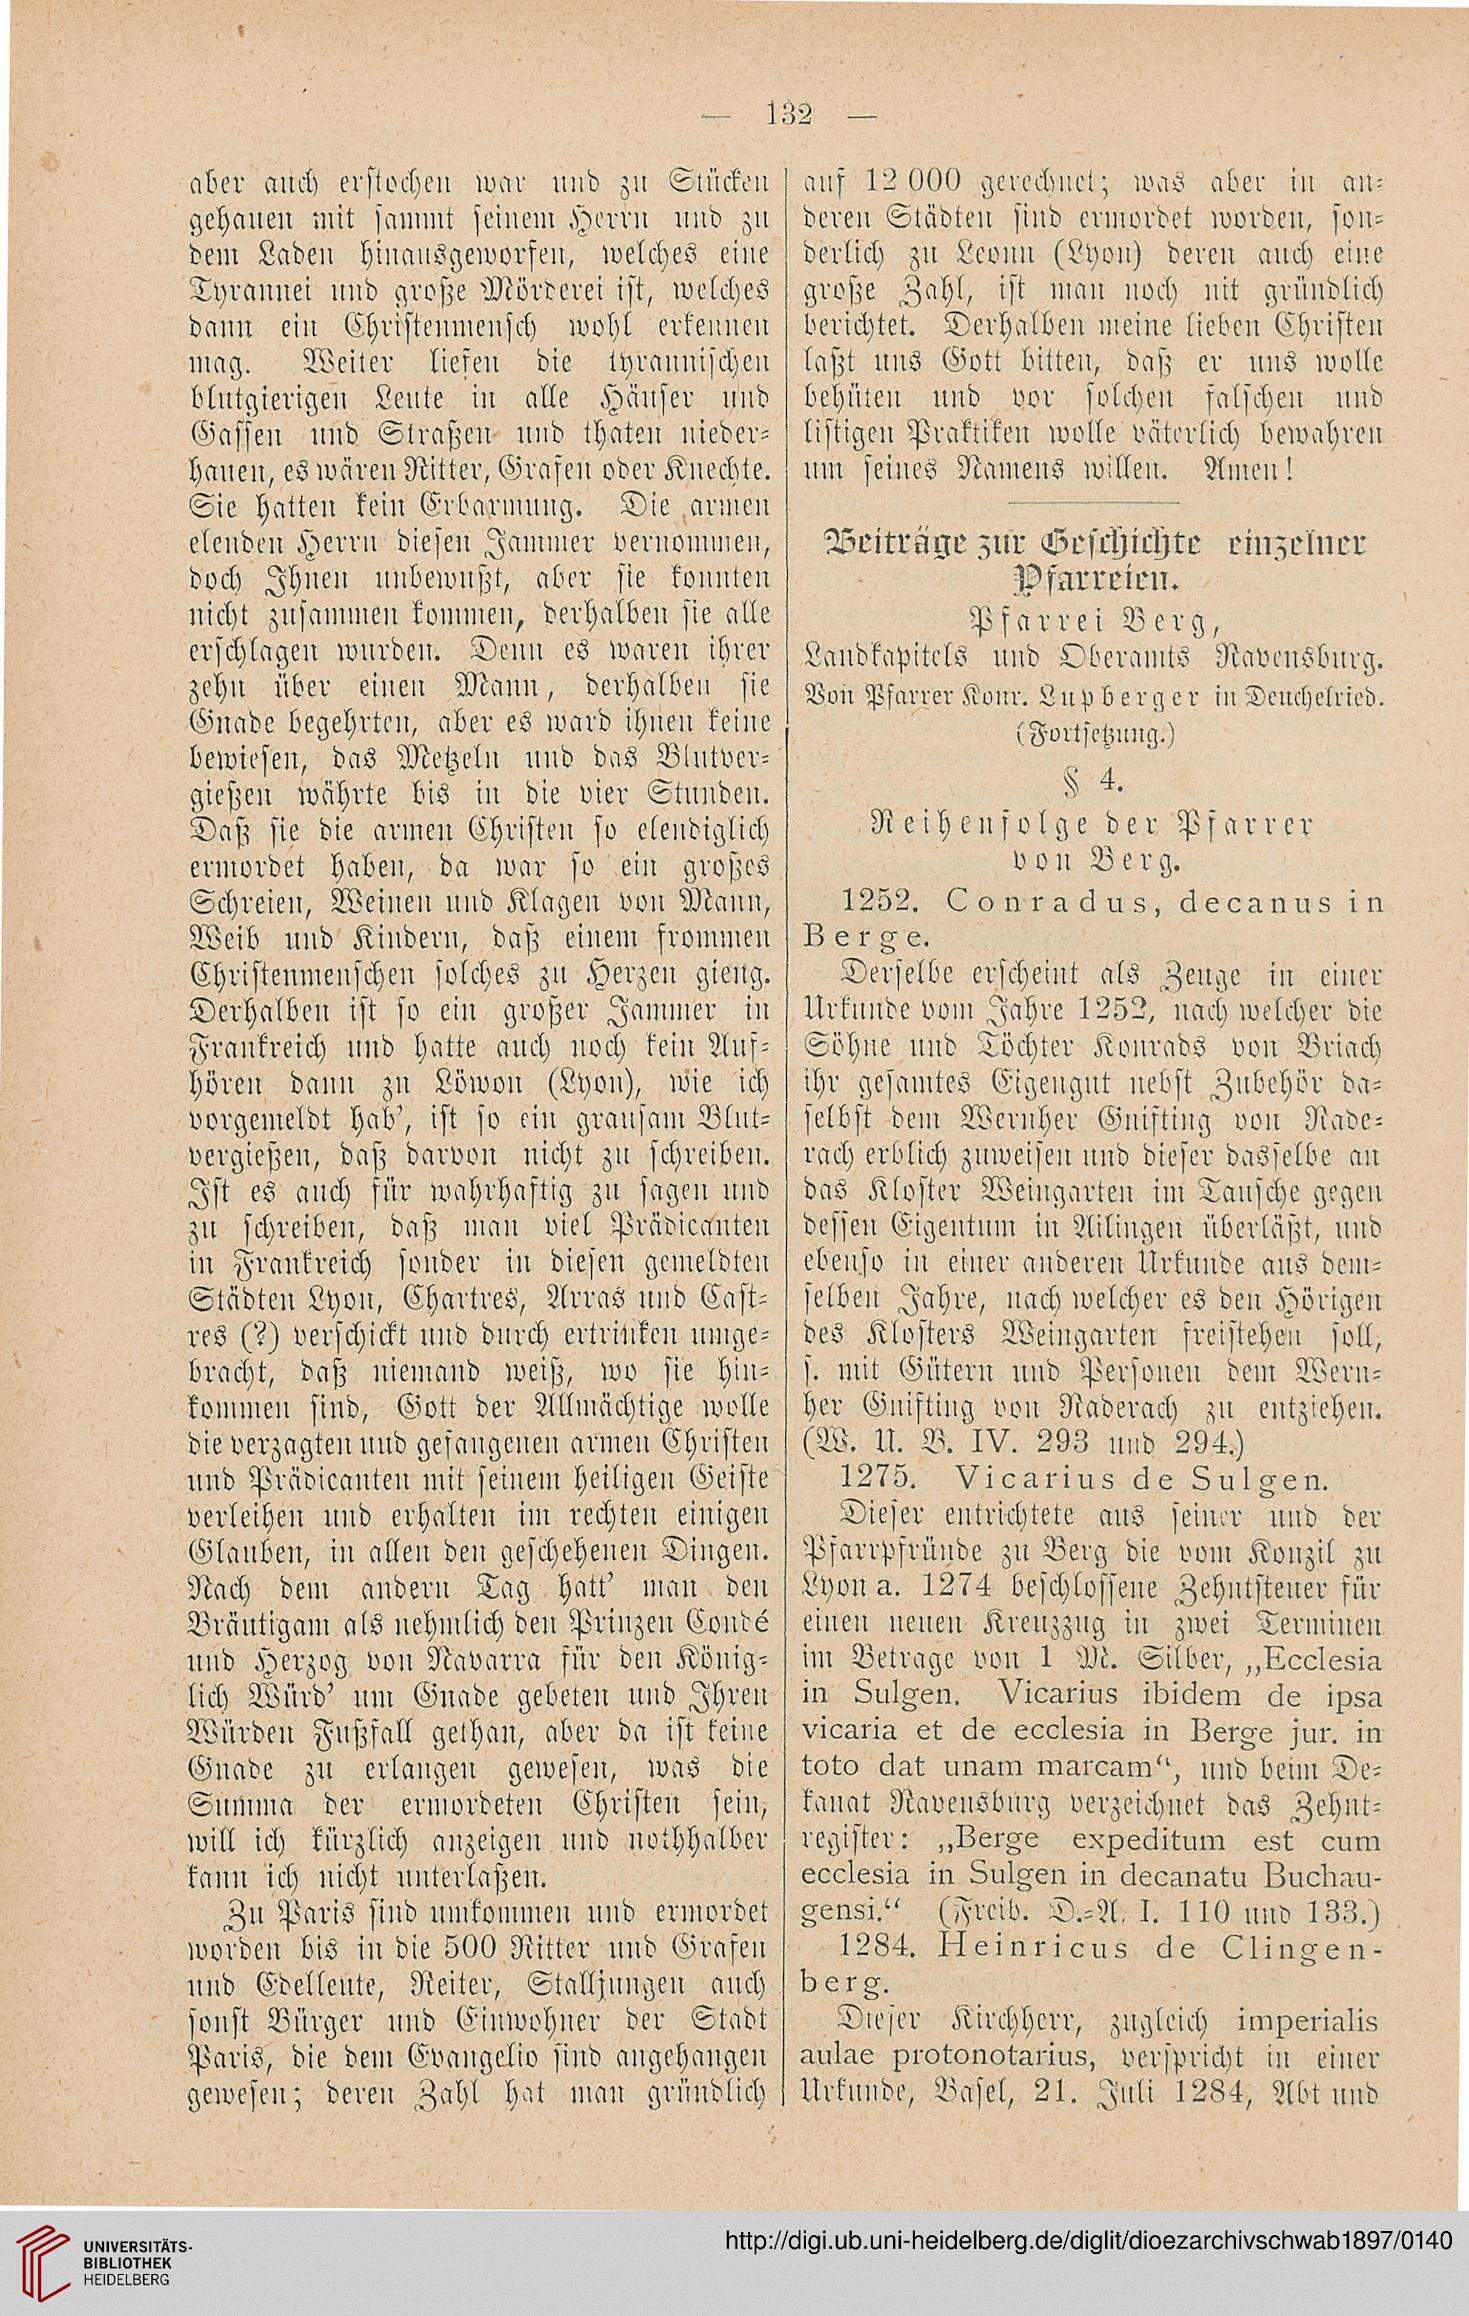 — 132 —
aber auch erstochen war und zu Stücken
gehauen mit sammt seinem Herrn und zu
dem Laden hinausgeworfen, welches eine
Tyrannei und große Mörderei ist, welches
dann ein Christenmensch wohl erkennen
mag. Weiter liefen die tyrannischen
blutgierigen Leute in alle Häuser und
Gassen und Straßen und thaten nieder-
hauen, es wären Ritter, Grafen oder Knechte.
Sie hatten kein Erbarmung. Die armen
elenden Herrn diesen Jammer vernommen,
doch Ihnen unbewußt, aber sie konnten
nicht zusammen kommen, derhalben sie alle
erschlagen wurden. Denn es waren ihrer
zehn über einen Mann, derhalben sie
Gnade begehrten, aber es ward ihnen keine
bewiesen, das Metzeln und das Blutver-
gießen währte bis in die vier Stunden.
Daß sie die armen Christen so elendiglich
ermordet haben, da war so ein großes
Schreien, Weinen und Klagen von Mann,
Weib und Kindern, daß einem frommen
Christenmenschen solches zu Herzen gieng.
Derhalben ist so ein großer Jammer in
Frankreich und hatte auch noch kein Auf-
hören dann zu Löwon (Lyon), wie ich
vorgemeldt hab', ist so ein grausam Blut-
vergießen, daß darvon nicht zu schreiben.
Ist es auch für wahrhaftig zu sagen und
zu schreiben, daß man viel Prädicanten
in Frankreich sonder in diesen gemeldten
Städten Lyon, Chartres, Arras und Cast-
res (?) verschickt und durch ertrinken umge-
bracht, daß niemand weiß, wo sie hin-
kommen sind, Gott der Allmächtige wolle
die verzagten und gefangenen armen Christen
und Prädicanten mit seinem heiligen Geiste
verleihen und erhalten im rechten einigen
Glauben, in allen den geschehenen Dingen.
Nach dem andern Tag hatt' man den
Bräutigam als nehmlich den Prinzen Condé
und Herzog von Navarra für den König-
lich Würd' um Gnade gebeten und Ihren
Würden Fußfall gethan, aber da ist keine
Gnade zu erlangen gewesen, was die
Summa der ermordeten Christen sein,
will ich kürzlich anzeigen und nothhalber
kann ich nicht unterlaßen.
Zu Paris sind umkommen und ermordet
worden bis in die 500 Ritter und Grafen
und Edelleute, Reiter, Stalljungen auch
sonst Bürger und Einwohner der Stadt
Paris, die dem Evangelio sind angehangen
gewesen; deren Zahl hat man gründlich
auf 12 000 gerechnet; was aber in an-
deren Städten sind ermordet worden, son-
derlich zu Leonn (Lyon) deren auch eine
große Zahl, ist man noch nit gründlich
berichtet. Derhalben meine lieben Christen
laßt uns Gott bitten, daß er uns wolle
behüten und vor solchen falschen und
listigen Praktiken wolle väterlich bewahren
um seines Namens willen. Amen!
Beiträge zur Geschichte einzelner
Pfarreien.
Pfarrei Berg,
Landkapitels und Oberamts Ravensburg.
Von Pfarrer Konr. Lupberger in Deuchelried.
(Fortsetzung.)
§ 4.
Reihenfolge der Pfarrer
von Berg.
1252. Conradus, decanus in
Berge.
Derselbe erscheint als Zeuge in einer
Urkunde vom Jahre 1252, nach welcher die
Söhne und Töchter Konrads von Briach
ihr gesamtes Eigengut nebst Zubehör da-
selbst dem Wernher Gnifting von Rade-
rach erblich zuweisen und dieser dasselbe an
das Kloster Weingarten im Tausche gegen
dessen Eigentum in Ailingen überläßt, und
ebenso in einer anderen Urkunde aus dem-
selben Jahre, nach welcher es den Hörigen
des Klosters Weingarten freistehen soll,
s. mit Gütern und Personen dem Wern-
her Gnifting von Raderach zu entziehen.
(W. U. B. IV. 293 und 294.)
1275. Vicarius de Sulgen.
Dieser entrichtete aus seiner und der
Pfarrpfründe zu Berg die vom Konzil zu
Lyon a. 1274 beschlossene Zehntsteuer für
einen neuen Kreuzzug in zwei Terminen
im Betrage von 1 M. Silber, „Ecclesia
in Sulgen. Vicarius ibidem de ipsa
vicaria et de ecclesia in Berge jur. in
toto dat unam marcam“, und beim De-
kanat Ravensburg verzeichnet das Zehnt-
register: „Berge expeditum est cum
ecclesia in Sulgen in decanatu Buchau-
gensi.“ (Freib. D.-A. I. 110 und 133.)
1284. Heinricus de Clingen-
berg.
Dieser Kirchherr, zugleich imperialis
aulae protonotarius, verspricht in einer
Urkunde, Basel, 21. Juli 1284, Abt und
UNIVERSITÄTS-
BIBLIOTHEK
HEIDELBERG
http://digi.ub.uni-heidelberg.de/diglit/dioezarchivschwab1897/0140